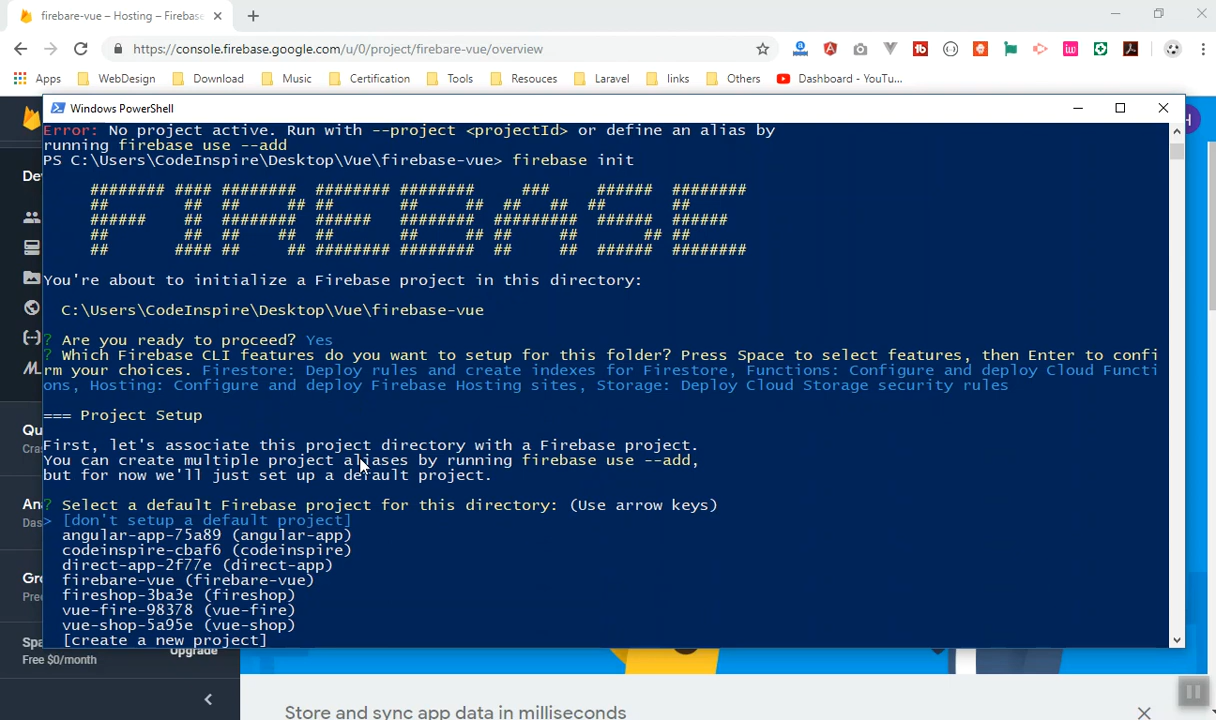 firebare-vue – Hosting – Firebase
https://console.firebase.google.com/u/0/project/firebare-vue/overview
Apps WebDesign Download Music Certification Tools Resouces Laravel links Others Dashboard - YouTu...
Windows PowerShell
Error: No project active. Run with --project <projectId> or define an alias by
running firebase use --add
PS C:\Users\CodeInspire\Desktop\Vue\firebase-vue> firebase init
######## #### ######## ######## ######## ### ###### ########
## ## ## ## ## ## ## ## ## ## ##
###### ## ######## ###### ######## ######### ###### ######
## ## ## ## ## ## ## ## ## ## ##
## #### ## ## ######## ######## ## ## ###### ########
You're about to initialize a Firebase project in this directory:
C:\Users\CodeInspire\Desktop\Vue\firebase-vue
? Are you ready to proceed? Yes
? Which Firebase CLI features do you want to setup for this folder? Press Space to select features, then Enter to confi
rm your choices. Firestore: Deploy rules and create indexes for Firestore, Functions: Configure and deploy Cloud Functi
ons, Hosting: Configure and deploy Firebase Hosting sites, Storage: Deploy Cloud Storage security rules
=== Project Setup
First, let's associate this project directory with a Firebase project.
You can create multiple project aliases by running firebase use --add,
but for now we'll just set up a default project.
? Select a default Firebase project for this directory: (Use arrow keys)
> [don't setup a default project]
angular-app-75a89 (angular-app)
codeinspire-cbaf6 (codeinspire)
direct-app-2f77e (direct-app)
firebare-vue (firebare-vue)
fireshop-3ba3e (fireshop)
vue-fire-98378 (vue-fire)
vue-shop-5a95e (vue-shop)
[create a new project]
De
Qu
Cra
An
Das
Gr
Pre
Spa
Free $0/month
Upgrade
Store and sync app data in milliseconds